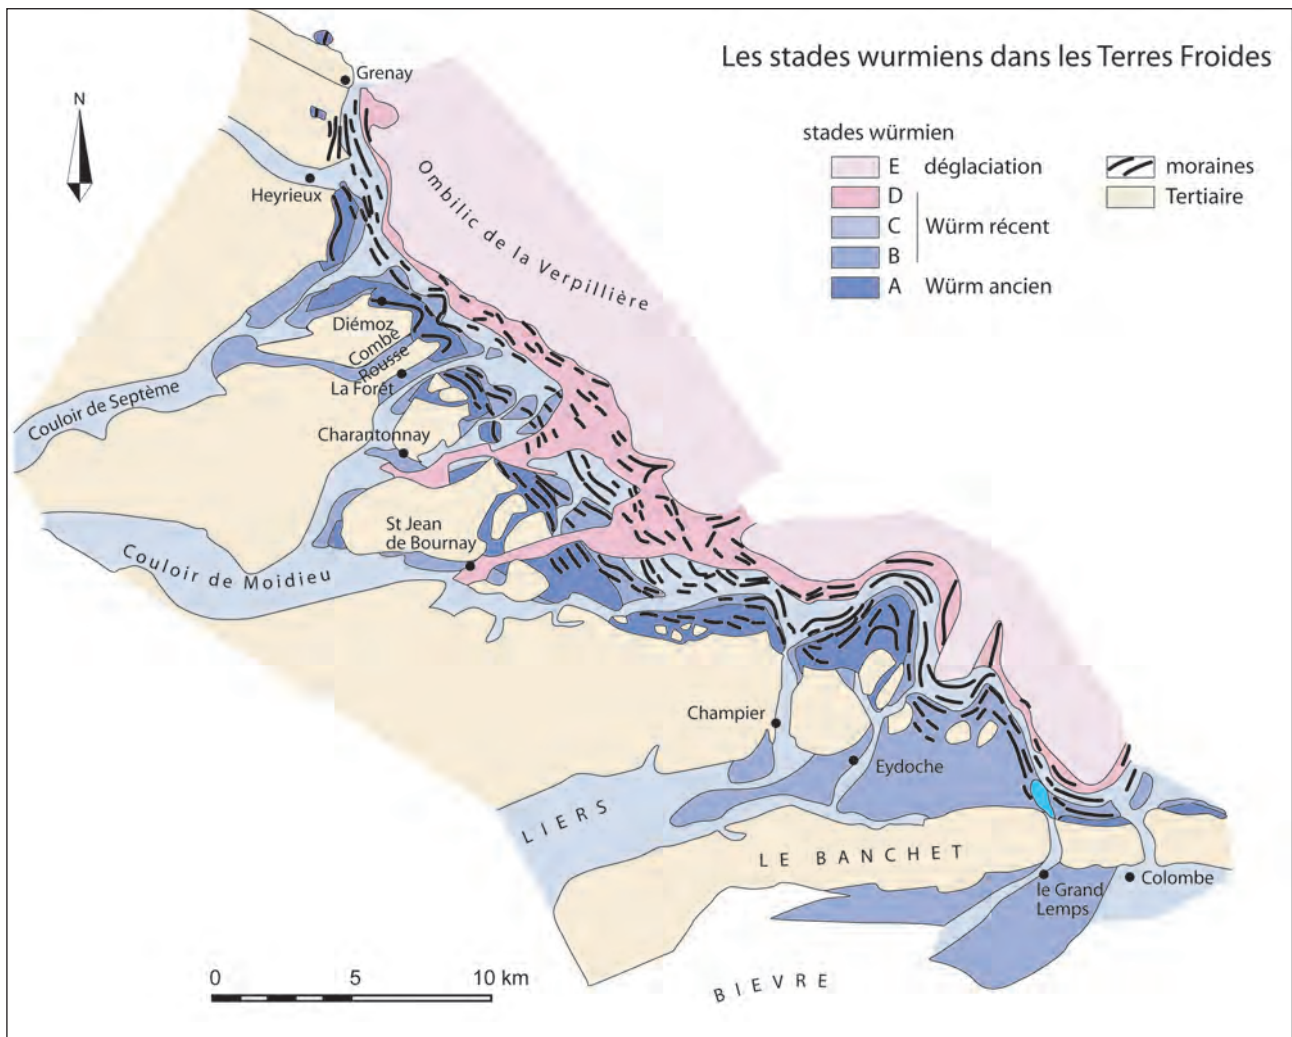 Les stades wurmiens dans les Terres Froides
N
stades würmien
E déglaciation
D
C Würm récent
B
A Würm ancien
moraines
Tertiaire
Grenay
Heyrieux
Ombilic de la Verpillière
Diémoz
Combe
Rousse
La Forêt
Couloir de Septème
Charantonnay
St Jean
de Bournay
Couloir de Moidieu
Champier
Eydoche
LIERS
LE BANCHET
le Grand
Lemps
Colombe
BIEVRE
0 5 10 km